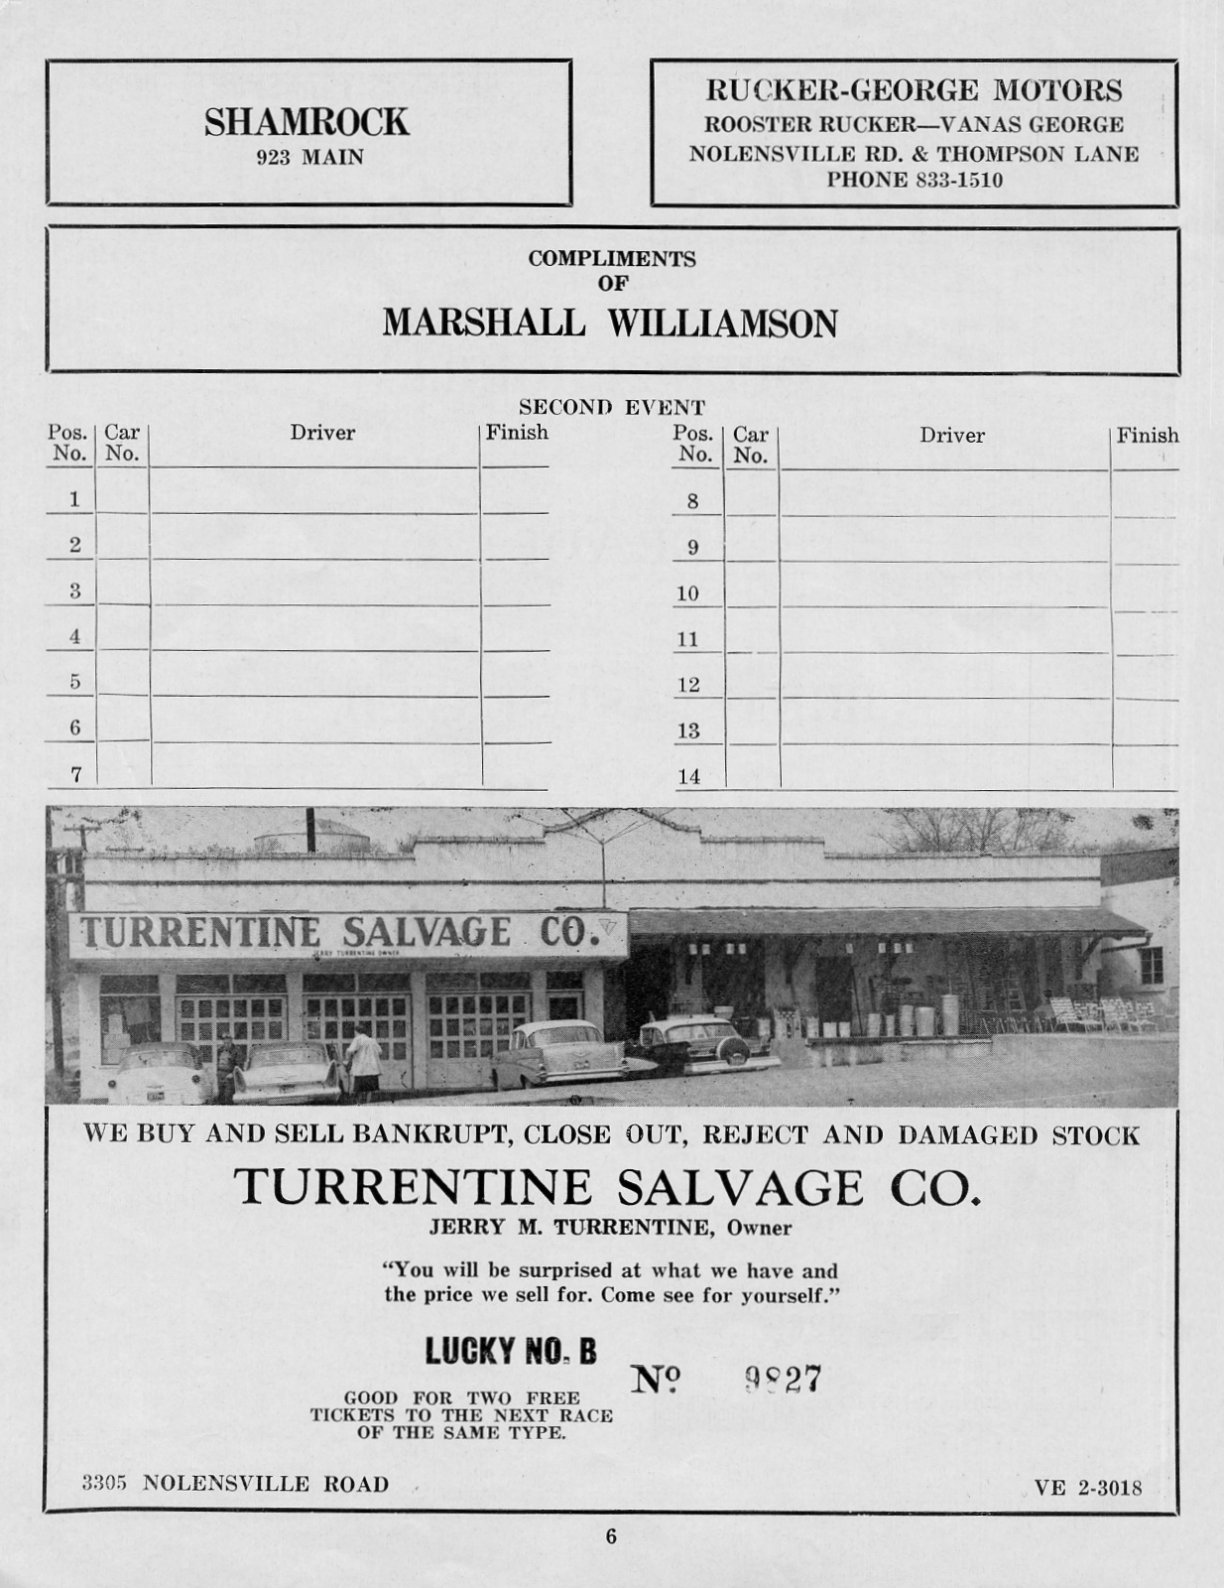 SHAMROCK
923 MAIN
RUCKER-GEORGE MOTORS
ROOSTER RUCKER—VANAS GEORGE
NOLENSVILLE RD. & THOMPSON LANE
PHONE 833-1510
COMPLIMENTS
OF
MARSHALL WILLIAMSON
SECOND EVENT
Pos. No. Car No. Driver Finish
1
2
3
4
5
6
7
Pos. No. Car No. Driver Finish
8
9
10
11
12
13
14
TURRENTINE SALVAGE CO.
JERRY TURRENTINE OWNER
WE BUY AND SELL BANKRUPT, CLOSE OUT, REJECT AND DAMAGED STOCK
TURRENTINE SALVAGE CO.
JERRY M. TURRENTINE, Owner
“You will be surprised at what we have and
the price we sell for. Come see for yourself.”
LUCKY NO. B
Nº 9827
GOOD FOR TWO FREE
TICKETS TO THE NEXT RACE
OF THE SAME TYPE.
3305 NOLENSVILLE ROAD
VE 2-3018
6